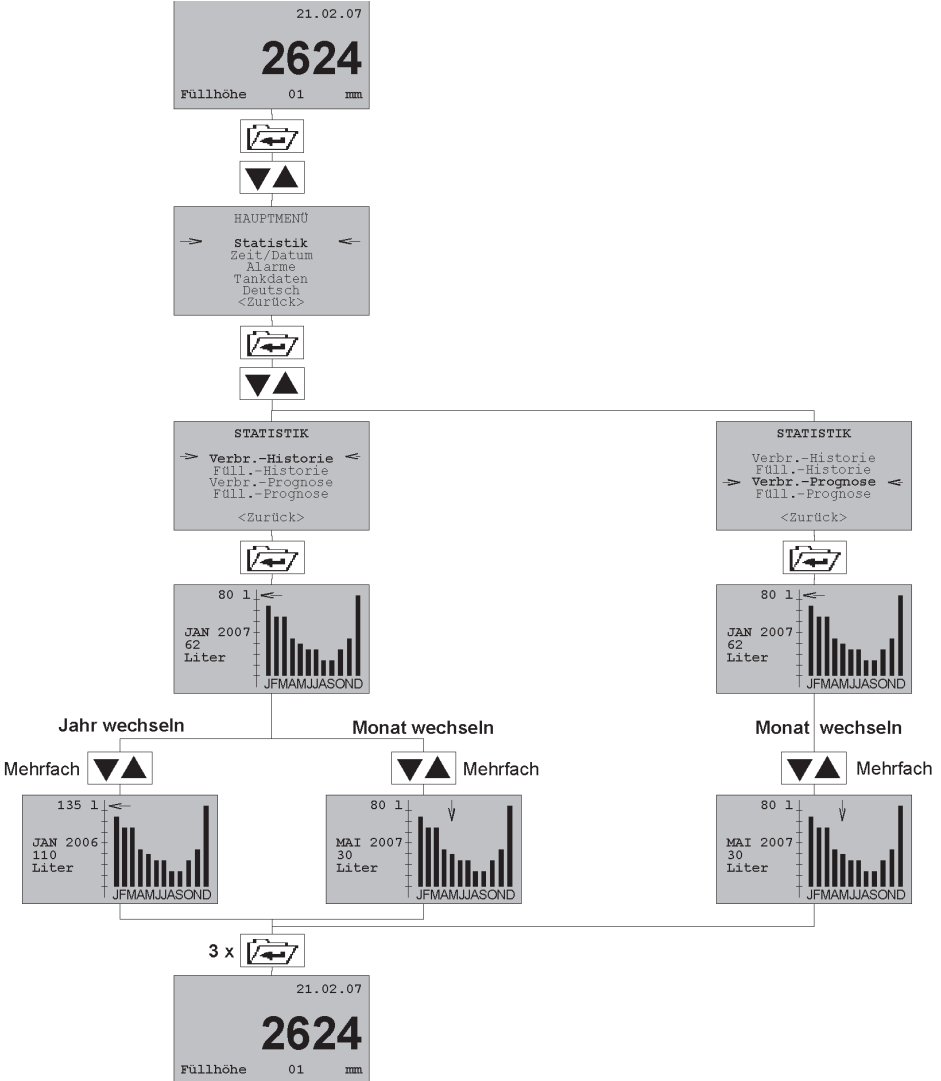 21.02.07
2624
Füllhöhe 01 mm
HAUPTMENÜ
Statistik
Zeit/Datum
Alarme
Tankdaten
Deutsch
<Zurück>
STATISTIK
Verbr.-Historie
Füll.-Historie
Verbr.-Prognose
Füll.-Prognose
<Zurück>
STATISTIK
Verbr.-Historie
Füll.-Historie
Verbr.-Prognose
Füll.-Prognose
<Zurück>
80 l
JAN 2007
62
Liter
JFMAMJJASOND
80 l
JAN 2007
62
Liter
JFMAMJJASOND
Jahr wechseln
Monat wechseln
Monat wechseln
Mehrfach
Mehrfach
Mehrfach
135 l
JAN 2006
110
Liter
JFMAMJJASOND
80 l
MAI 2007
30
Liter
JFMAMJJASOND
80 l
MAI 2007
30
Liter
JFMAMJJASOND
3 x
21.02.07
2624
Füllhöhe 01 mm